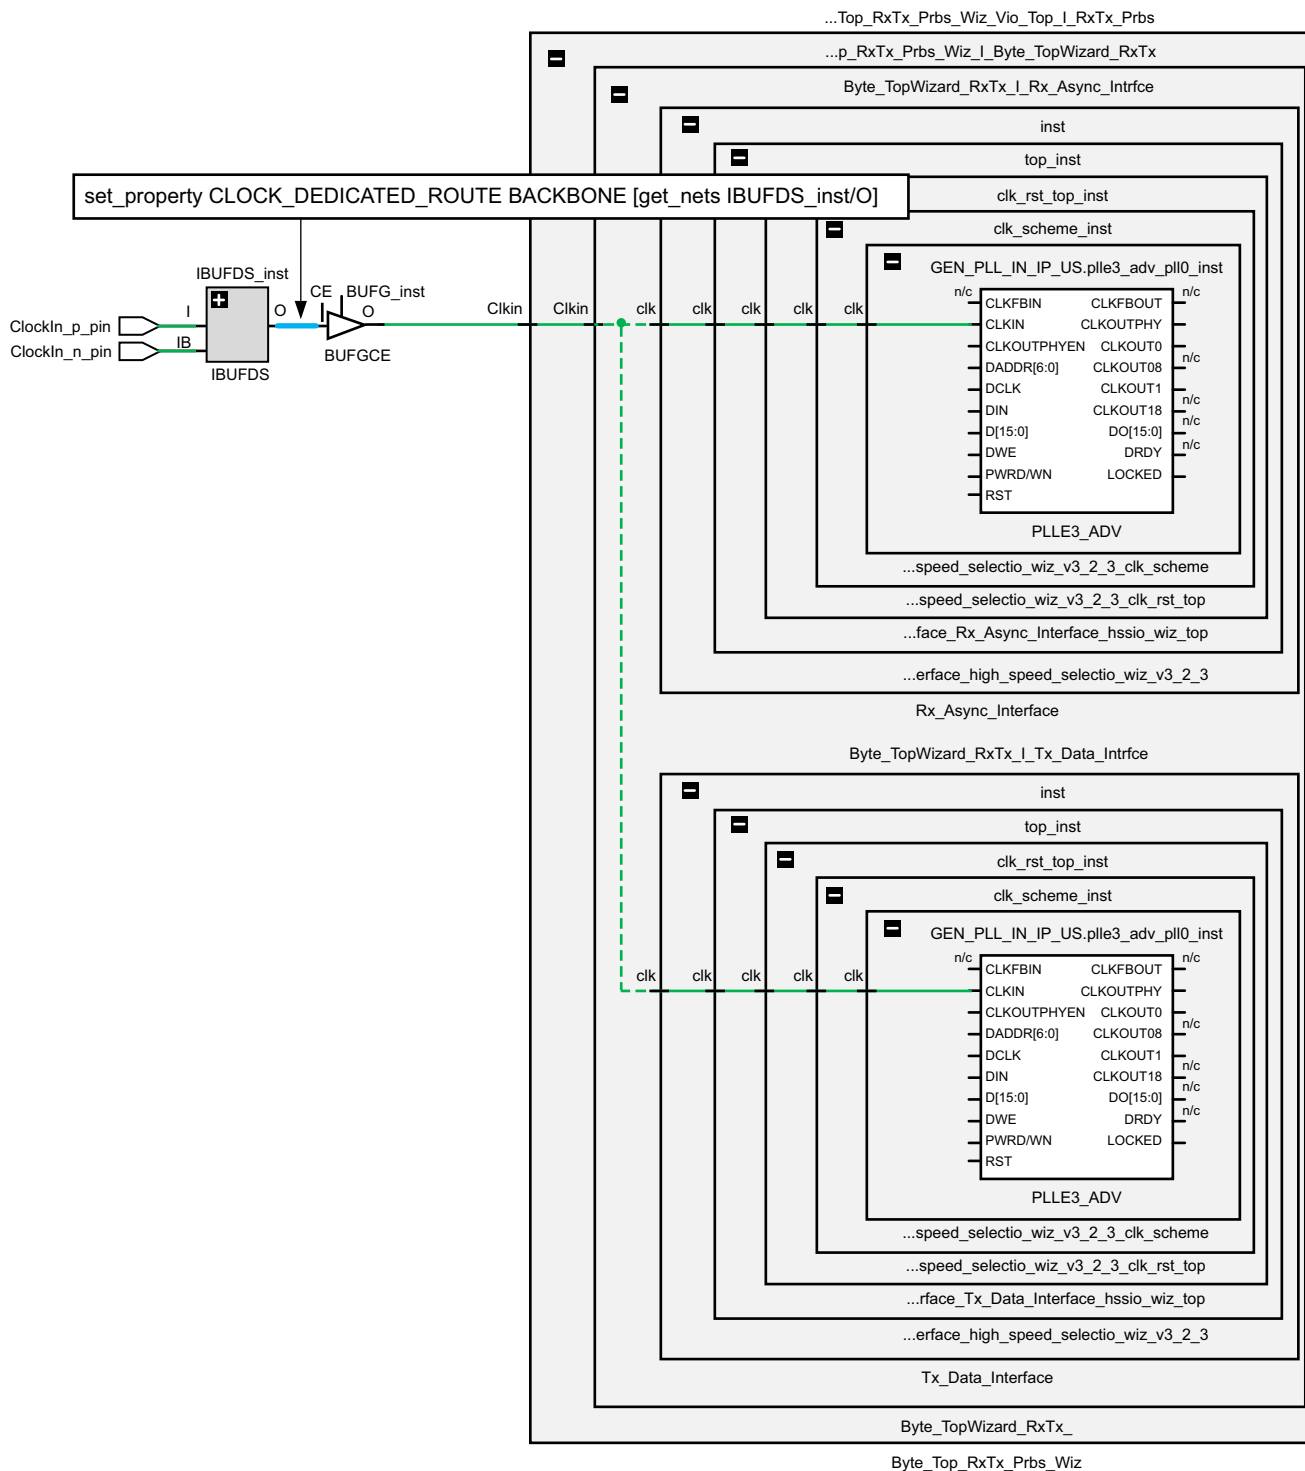 ...Top_RxTx_Prbs_Wiz_Vio_Top_I_RxTx_Prbs
...p_RxTx_Prbs_Wiz_I_Byte_TopWizard_RxTx
Byte_TopWizard_RxTx_I_Rx_Async_Intrfce
inst
top_inst
set_property CLOCK_DEDICATED_ROUTE BACKBONE [get_nets IBUFDS_inst/O]
clk_rst_top_inst
clk_scheme_inst
GEN_PLL_IN_IP_US.plle3_adv_pll0_inst
IBUFDS_inst
CE BUFG_inst
I O O Clkin Clkin clk clk clk clk clk
ClockIn_p_pin
IB
ClockIn_n_pin
IBUFDS
BUFGCE
n/c CLKFBIN CLKFBOUT n/c
CLKIN CLKOUTPHY
CLKOUTPHYEN CLKOUT0
DADDR[6:0] CLKOUT08 n/c
DCLK CLKOUT1
DIN CLKOUT18 n/c
D[15:0] DO[15:0] n/c
DWE DRDY n/c
PWRD/WN LOCKED
RST
PLLE3_ADV
...speed_selectio_wiz_v3_2_3_clk_scheme
...speed_selectio_wiz_v3_2_3_clk_rst_top
...face_Rx_Async_Interface_hssio_wiz_top
...erface_high_speed_selectio_wiz_v3_2_3
Rx_Async_Interface
Byte_TopWizard_RxTx_I_Tx_Data_Intrfce
inst
top_inst
clk_rst_top_inst
clk_scheme_inst
GEN_PLL_IN_IP_US.plle3_adv_pll0_inst
clk clk clk clk clk
n/c CLKFBIN CLKFBOUT n/c
CLKIN CLKOUTPHY
CLKOUTPHYEN CLKOUT0
DADDR[6:0] CLKOUT08 n/c
DCLK CLKOUT1
DIN CLKOUT18 n/c
D[15:0] DO[15:0] n/c
DWE DRDY n/c
PWRD/WN LOCKED
RST
PLLE3_ADV
...speed_selectio_wiz_v3_2_3_clk_scheme
...speed_selectio_wiz_v3_2_3_clk_rst_top
...rface_Tx_Data_Interface_hssio_wiz_top
...erface_high_speed_selectio_wiz_v3_2_3
Tx_Data_Interface
Byte_TopWizard_RxTx_
Byte_Top_RxTx_Prbs_Wiz